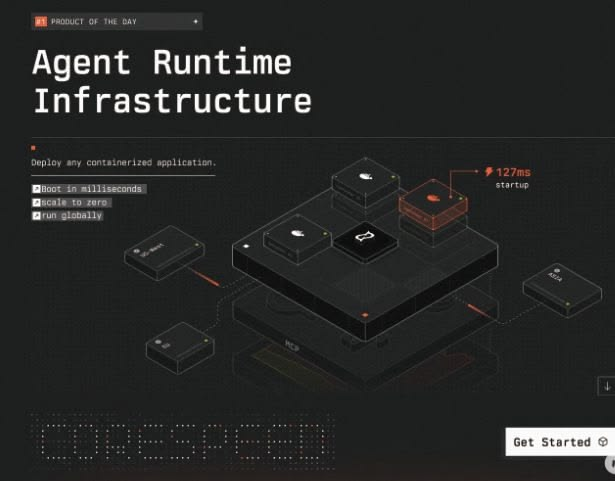 #1 PRODUCT OF THE DAY
Agent Runtime
Infrastructure
Deploy any containerized application.
Boot in milliseconds
scale to zero
run globally
127ms
startup
MCP
CORESPEED
Get Started